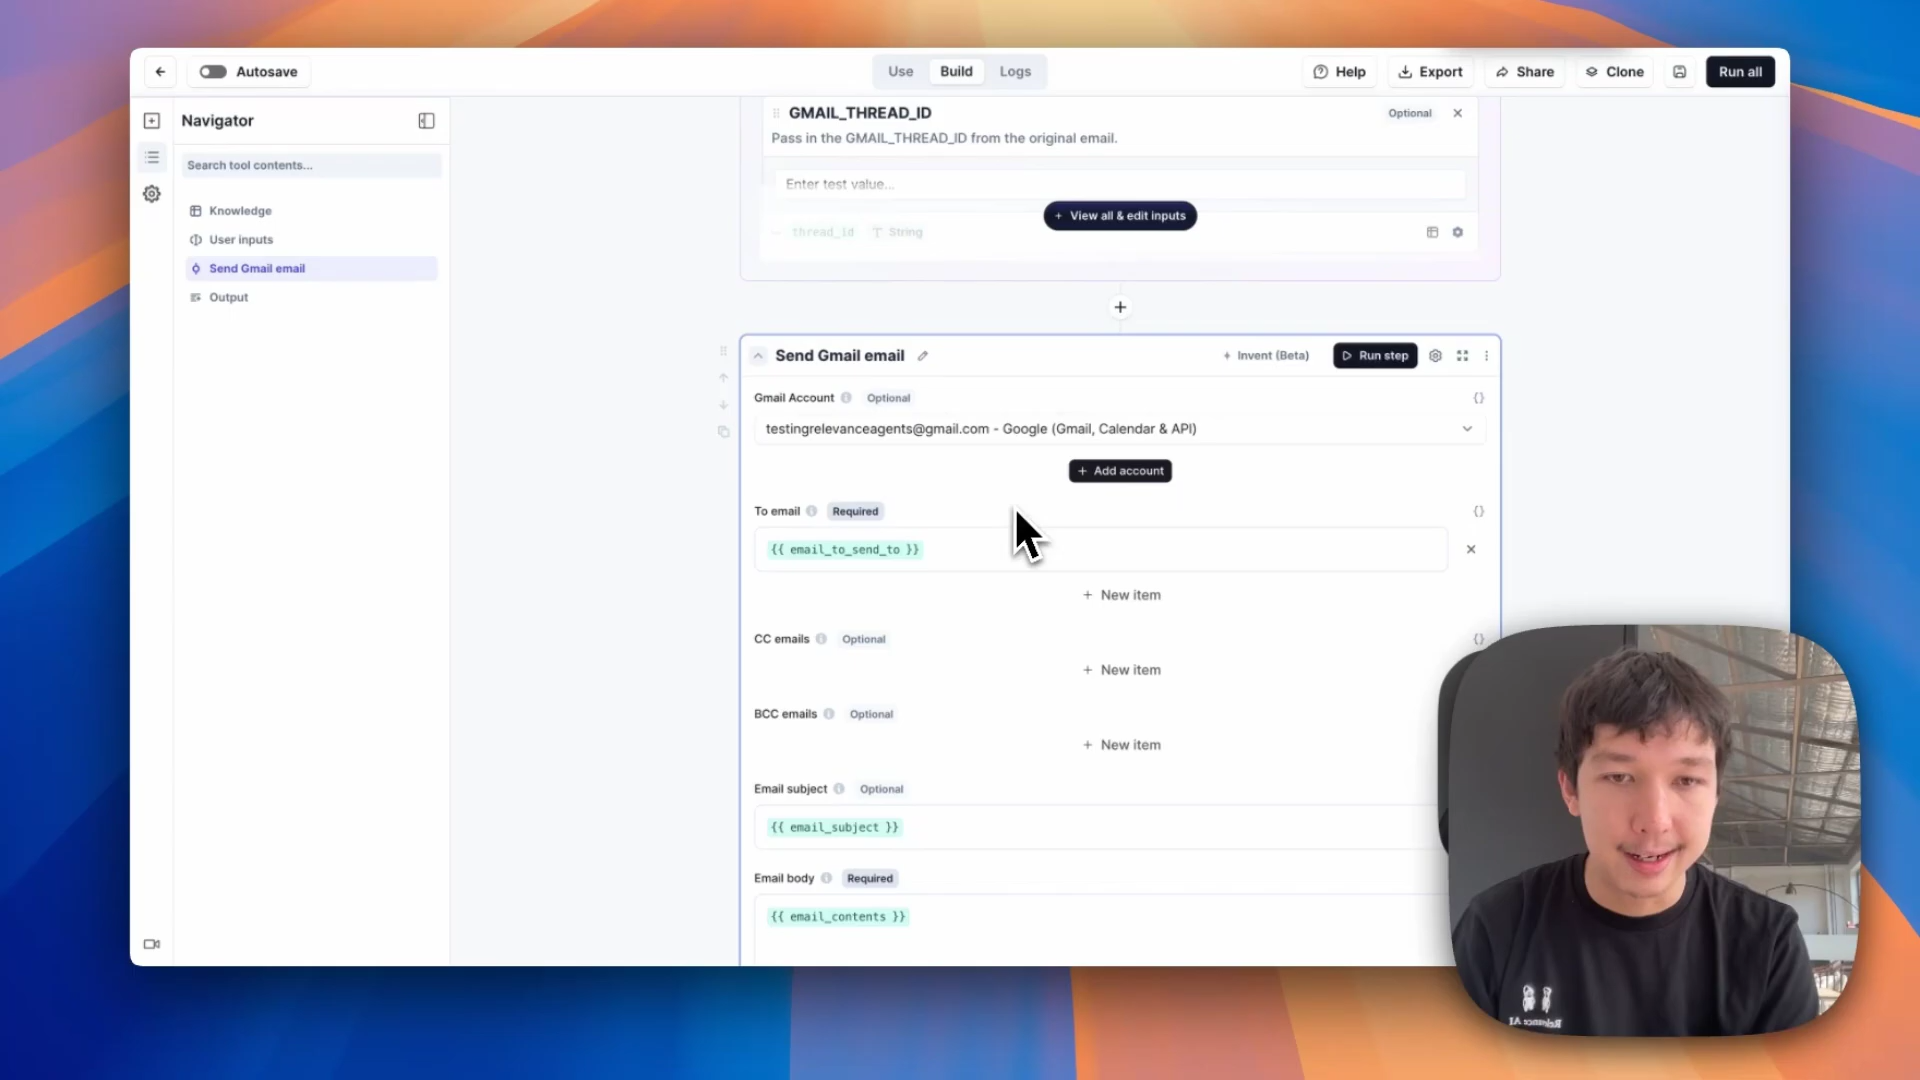 Autosave
Use Build Logs
Help Export Share Clone Run all
Navigator
Search tool contents...
Knowledge
User inputs
Send Gmail email
Output
GMAIL_THREAD_ID Optional
Pass in the GMAIL_THREAD_ID from the original email.
Enter test value...
+ View all & edit inputs
thread_id String
Send Gmail email
Invent (Beta) Run step
Gmail Account Optional {}
testingrelevanceagents@gmail.com - Google (Gmail, Calendar & API)
+ Add account
To email Required {}
{{ email_to_send_to }}
+ New item
CC emails Optional {}
+ New item
BCC emails Optional
+ New item
Email subject Optional
{{ email_subject }}
Email body Required
{{ email_contents }}
Relevance AI